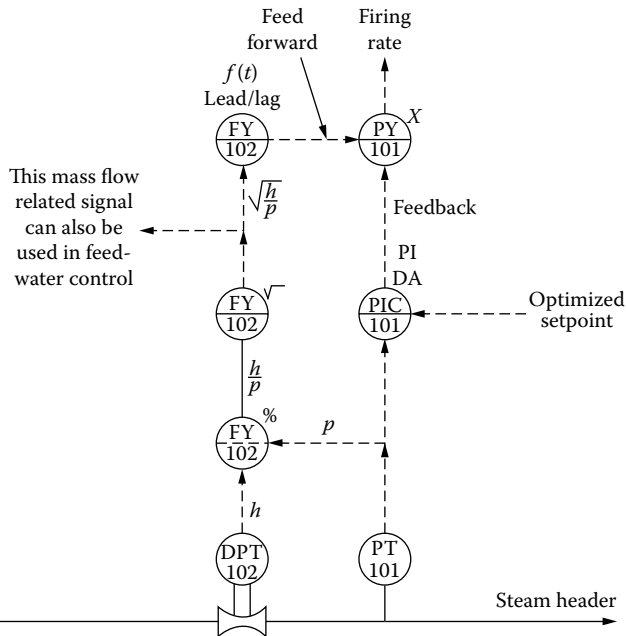 Feed
forward
Firing
rate
f(t)
Lead/lag
FY
102
PY
101
X
This mass flow
related signal
can also be
used in feed-
water control
√h/p
Feedback
PI
DA
FY
102
√
PIC
101
Optimized
setpoint
h/p
FY
102
%
p
h
DPT
102
PT
101
Steam header